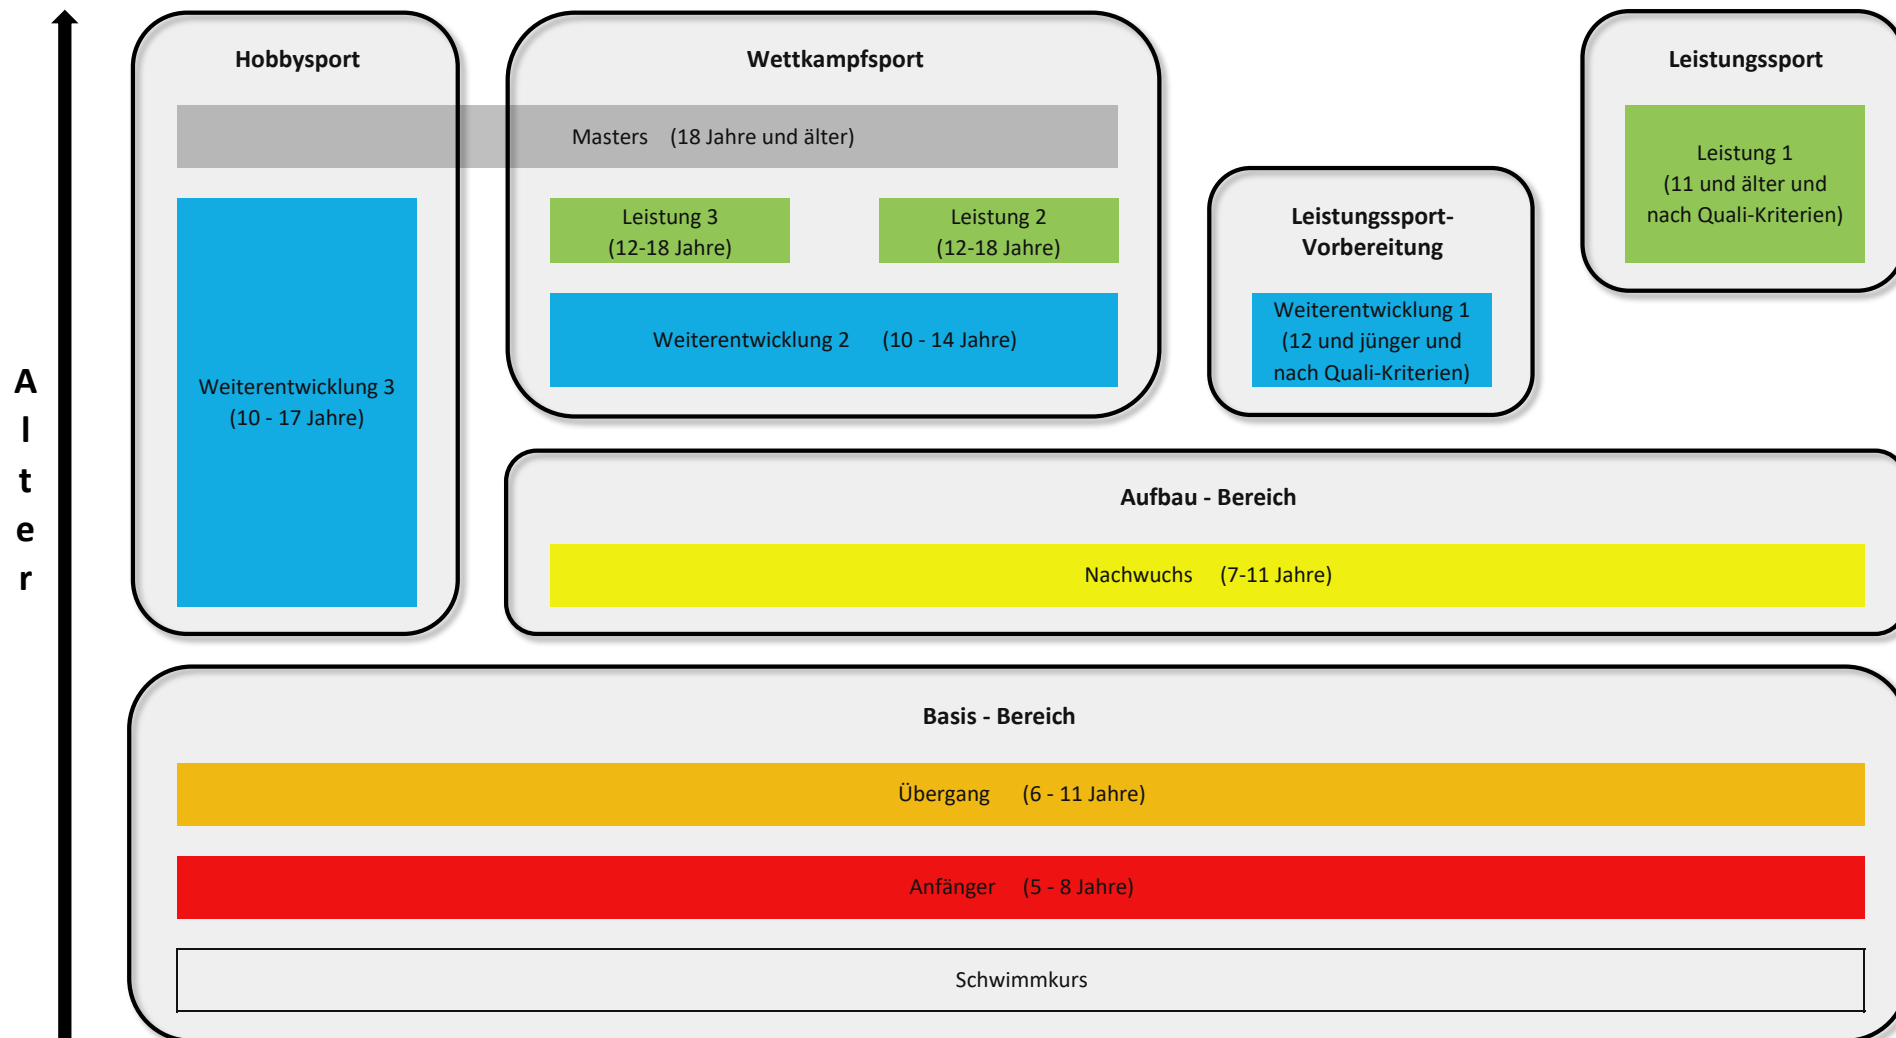 Alter
Hobbysport
Wettkampfsport
Leistungssport
Masters (18 Jahre und älter)
Leistung 1
(11 und älter und
nach Quali-Kriterien)
Leistung 3
(12-18 Jahre)
Leistung 2
(12-18 Jahre)
Leistungssport-
Vorbereitung
Weiterentwicklung 2 (10 - 14 Jahre)
Weiterentwicklung 1
(12 und jünger und
nach Quali-Kriterien)
Weiterentwicklung 3
(10 - 17 Jahre)
Aufbau - Bereich
Nachwuchs (7-11 Jahre)
Basis - Bereich
Übergang (6 - 11 Jahre)
Anfänger (5 - 8 Jahre)
Schwimmkurs